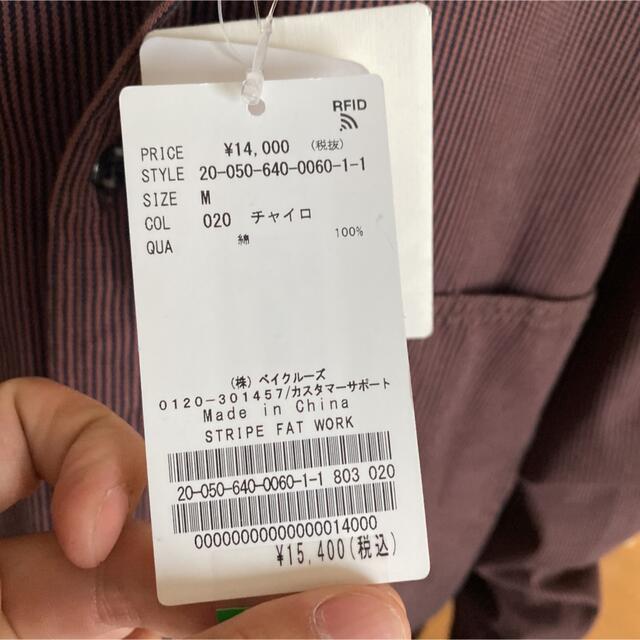 RFID
PRICE ¥14,000 (税抜)
STYLE 20-050-640-0060-1-1
SIZE M
COL 020 チャイロ
QUA 綿 100%
(株) ベイクルーズ
0120-301457/カスタマーサポート
Made in China
STRIPE FAT WORK
20-050-640-0060-1-1 803 020
00000000000000014000
¥15,400(税込)